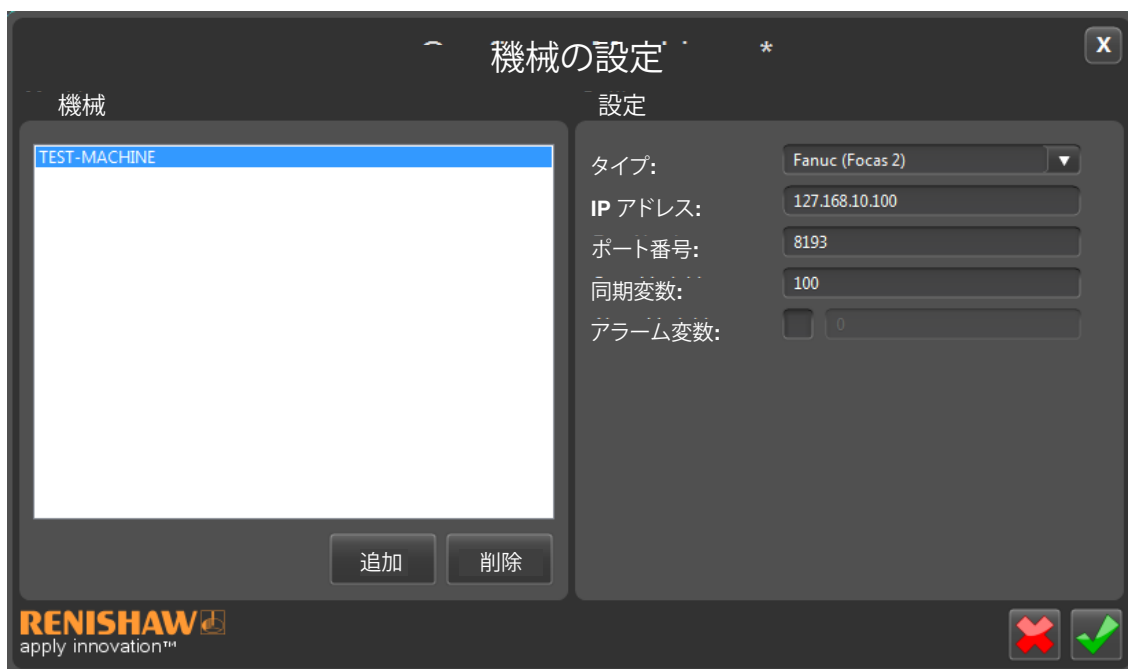 機械の設定 *
X
機械
設定
TEST-MACHINE
タイプ: Fanuc (Focas 2)
IP アドレス: 127.168.10.100
ポート番号: 8193
同期変数: 100
アラーム変数: 0
追加
削除
RENISHAW
apply innovation™